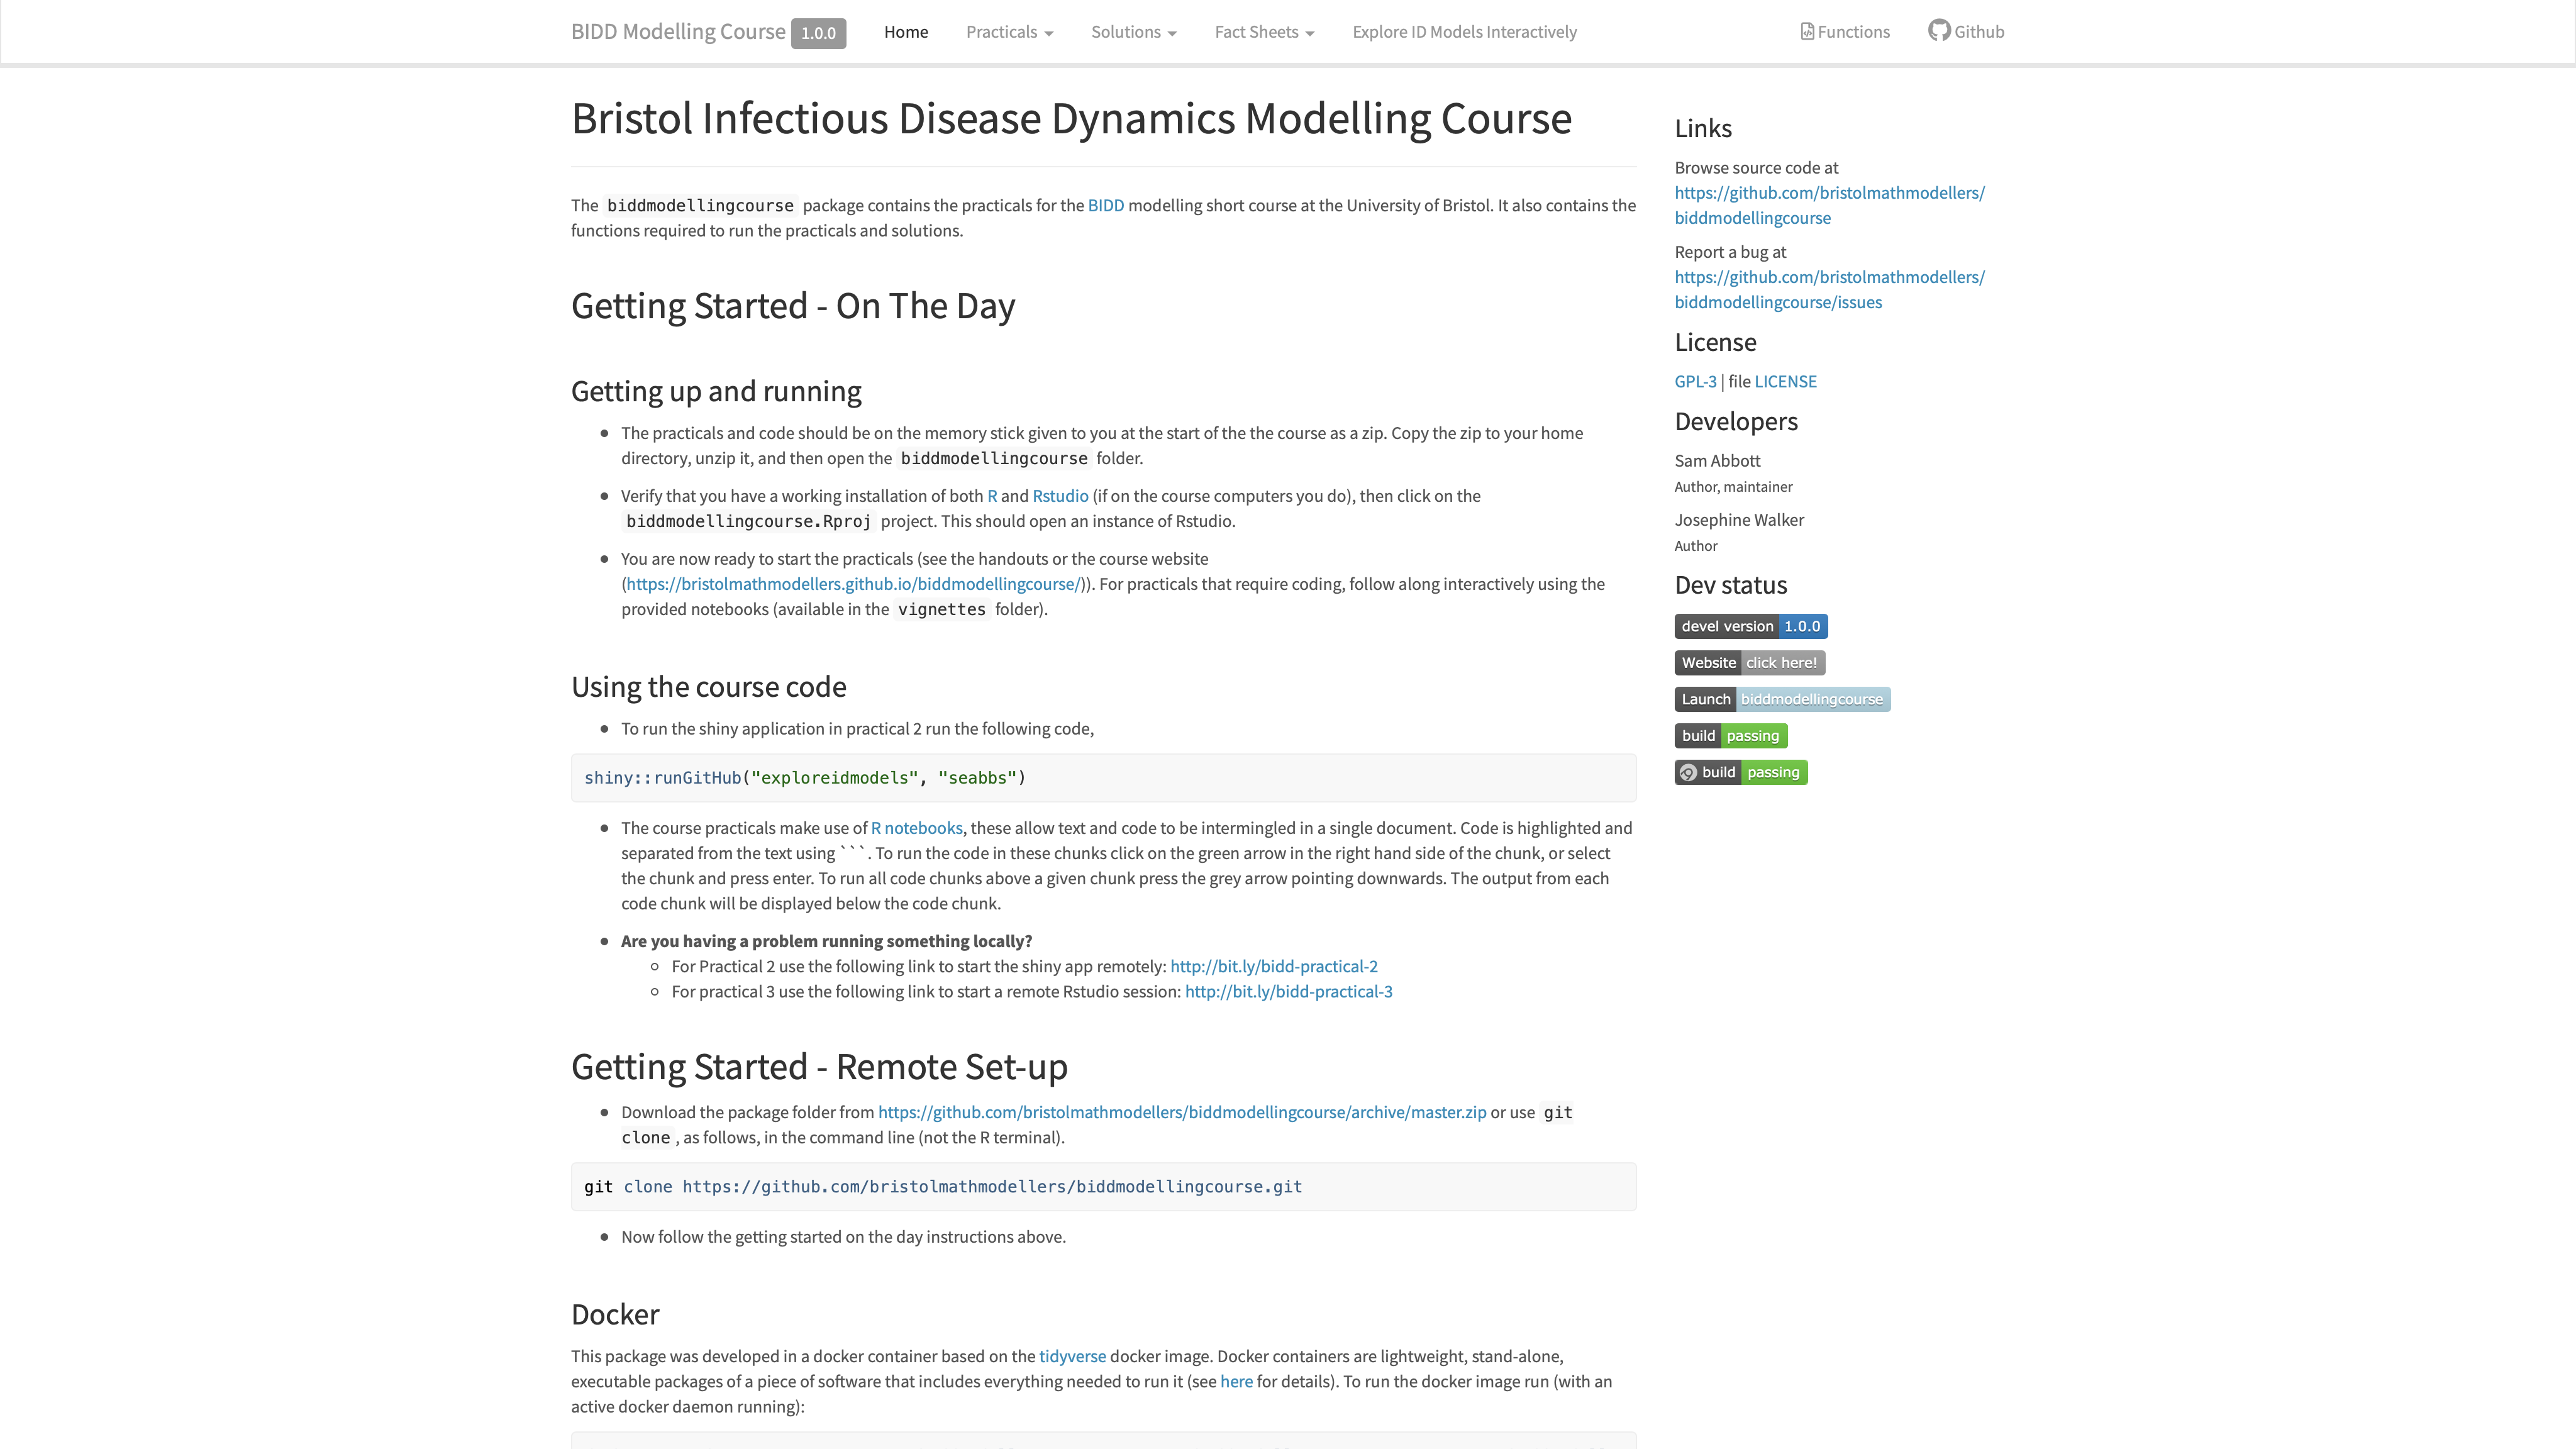 BIDD Modelling Course 1.0.0 Home Practicals Solutions Fact Sheets Explore ID Models Interactively Functions Github
Bristol Infectious Disease Dynamics Modelling Course
The biddmodellingcourse package contains the practicals for the BIDD modelling short course at the University of Bristol. It also contains the
functions required to run the practicals and solutions.
Getting Started - On The Day
Getting up and running
The practicals and code should be on the memory stick given to you at the start of the the course as a zip. Copy the zip to your home
directory, unzip it, and then open the biddmodellingcourse folder.
Verify that you have a working installation of both R and Rstudio (if on the course computers you do), then click on the
biddmodellingcourse.Rproj project. This should open an instance of Rstudio.
You are now ready to start the practicals (see the handouts or the course website
(https://bristolmathmodellers.github.io/biddmodellingcourse/)). For practicals that require coding, follow along interactively using the
provided notebooks (available in the vignettes folder).
Using the course code
To run the shiny application in practical 2 run the following code,
shiny::runGitHub("exploreidmodels", "seabbs")
The course practicals make use of R notebooks, these allow text and code to be intermingled in a single document. Code is highlighted and
separated from the text using ```. To run the code in these chunks click on the green arrow in the right hand side of the chunk, or select
the chunk and press enter. To run all code chunks above a given chunk press the grey arrow pointing downwards. The output from each
code chunk will be displayed below the code chunk.
Are you having a problem running something locally?
For Practical 2 use the following link to start the shiny app remotely: http://bit.ly/bidd-practical-2
For practical 3 use the following link to start a remote Rstudio session: http://bit.ly/bidd-practical-3
Getting Started - Remote Set-up
Download the package folder from https://github.com/bristolmathmodellers/biddmodellingcourse/archive/master.zip or use git
clone , as follows, in the command line (not the R terminal).
git clone https://github.com/bristolmathmodellers/biddmodellingcourse.git
Now follow the getting started on the day instructions above.
Docker
This package was developed in a docker container based on the tidyverse docker image. Docker containers are lightweight, stand-alone,
executable packages of a piece of software that includes everything needed to run it (see here for details). To run the docker image run (with an
active docker daemon running):
Links
Browse source code at
https://github.com/bristolmathmodellers/
biddmodellingcourse
Report a bug at
https://github.com/bristolmathmodellers/
biddmodellingcourse/issues
License
GPL-3 | file LICENSE
Developers
Sam Abbott
Author, maintainer
Josephine Walker
Author
Dev status
devel version 1.0.0
Website click here!
Launch biddmodellingcourse
build passing
build passing